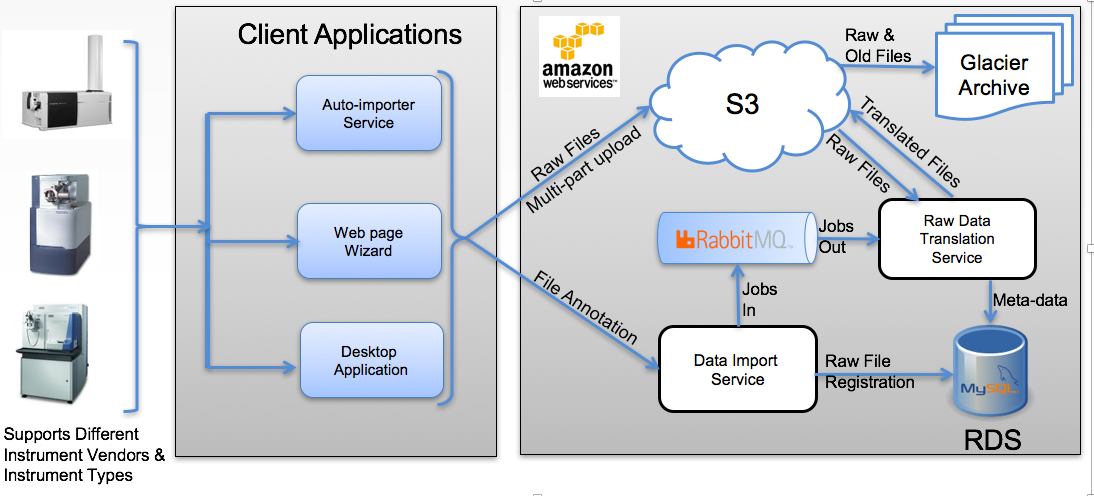 Client Applications
Auto-importer
Service
Web page
Wizard
Desktop
Application
Supports Different
Instrument Vendors &
Instrument Types
amazon
web services™
Raw Files
Multi-part upload
File Annotation
S3
Raw &
Old Files
Glacier
Archive
Translated Files
Raw Files
RabbitMQ™
Jobs
Out
Raw Data
Translation
Service
Jobs
In
Meta-data
Data Import
Service
Raw File
Registration
MySQL
RDS